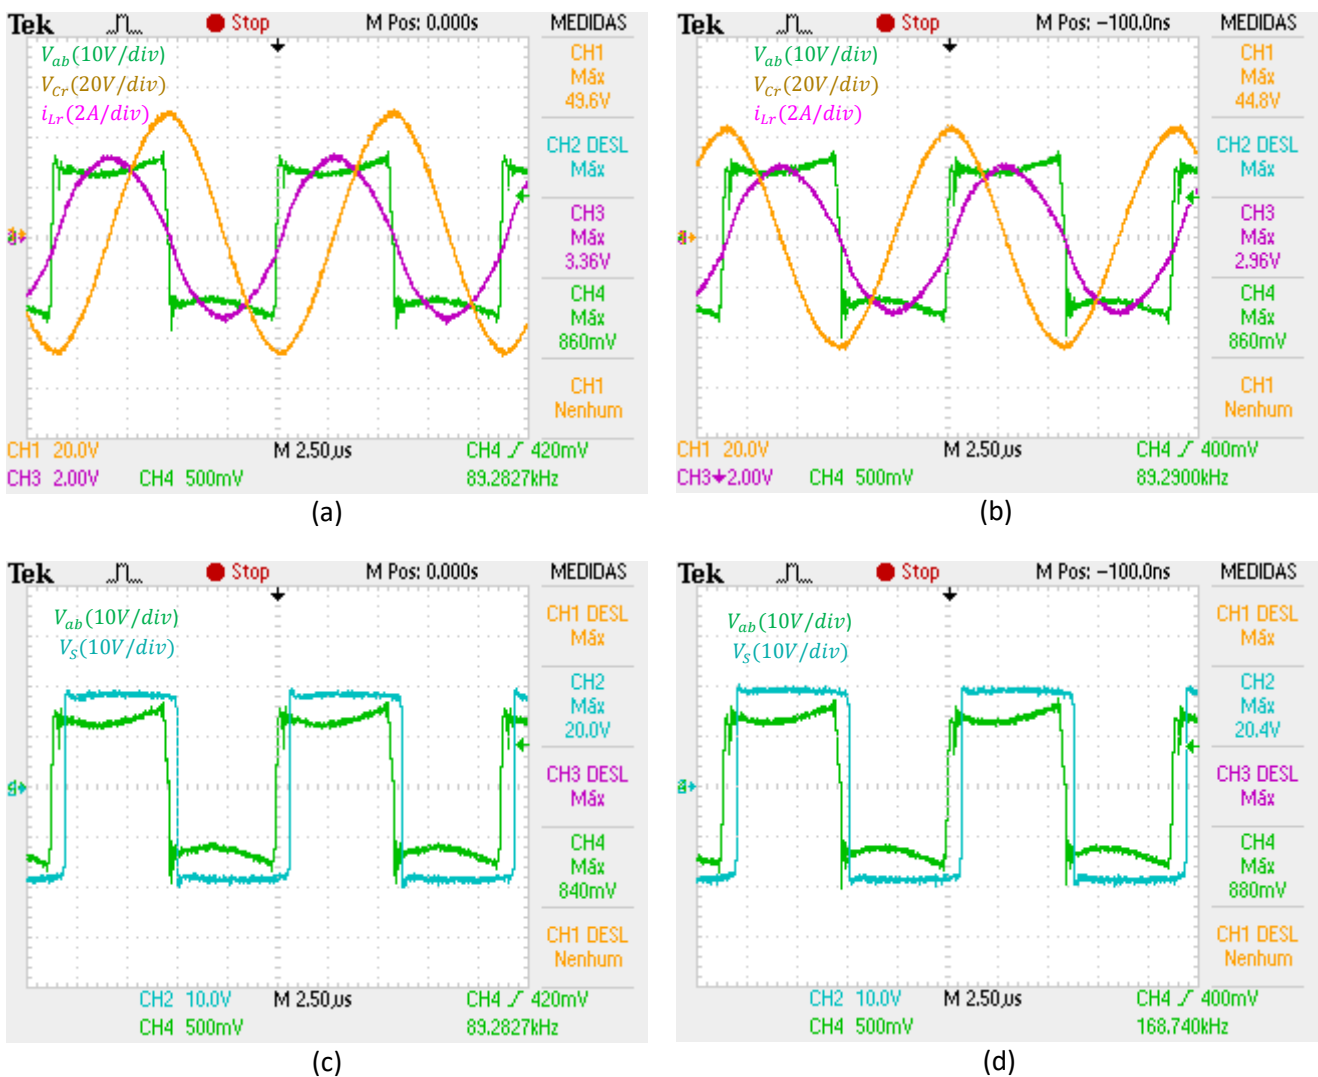 Tek Stop M Pos: 0.000s MEDIDAS
V_ab(10V/div)
V_Cr(20V/div)
i_Lr(2A/div)
CH1
Máx
49.6V
CH2 DESL
Máx
CH3
Máx
3.36V
CH4
Máx
860mV
CH1
Nenhum
CH1 20.0V M 2.50µs CH4 420mV
CH3 2.00V CH4 500mV 89.2827kHz
(a)
Tek Stop M Pos: -100.0ns MEDIDAS
V_ab(10V/div)
V_Cr(20V/div)
i_Lr(2A/div)
CH1
Máx
44.8V
CH2 DESL
Máx
CH3
Máx
2.96V
CH4
Máx
860mV
CH1
Nenhum
CH1 20.0V M 2.50µs CH4 400mV
CH3 2.00V CH4 500mV 89.2900kHz
(b)
Tek Stop M Pos: 0.000s MEDIDAS
V_ab(10V/div)
V_S(10V/div)
CH1 DESL
Máx
CH2
Máx
20.0V
CH3 DESL
Máx
CH4
Máx
840mV
CH1 DESL
Nenhum
CH2 10.0V M 2.50µs CH4 420mV
CH4 500mV 89.2827kHz
(c)
Tek Stop M Pos: -100.0ns MEDIDAS
V_ab(10V/div)
V_S(10V/div)
CH1 DESL
Máx
CH2
Máx
20.4V
CH3 DESL
Máx
CH4
Máx
880mV
CH1 DESL
Nenhum
CH2 10.0V M 2.50µs CH4 400mV
CH4 500mV 168.740kHz
(d)